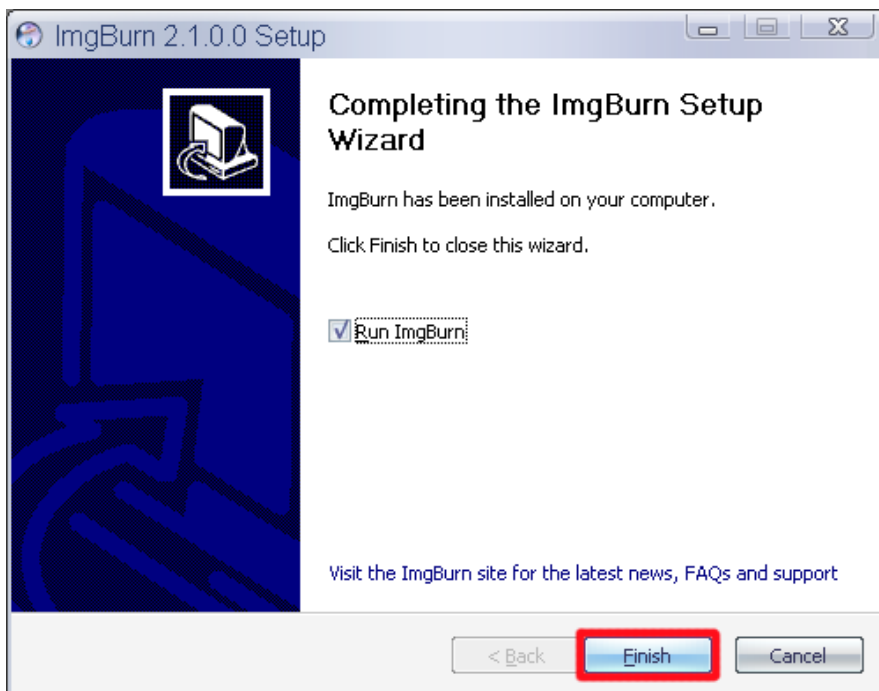 ImgBurn 2.1.0.0 Setup
Completing the ImgBurn Setup
Wizard
ImgBurn has been installed on your computer.
Click Finish to close this wizard.
Run ImgBurn
Visit the ImgBurn site for the latest news, FAQs and support
< Back Finish Cancel